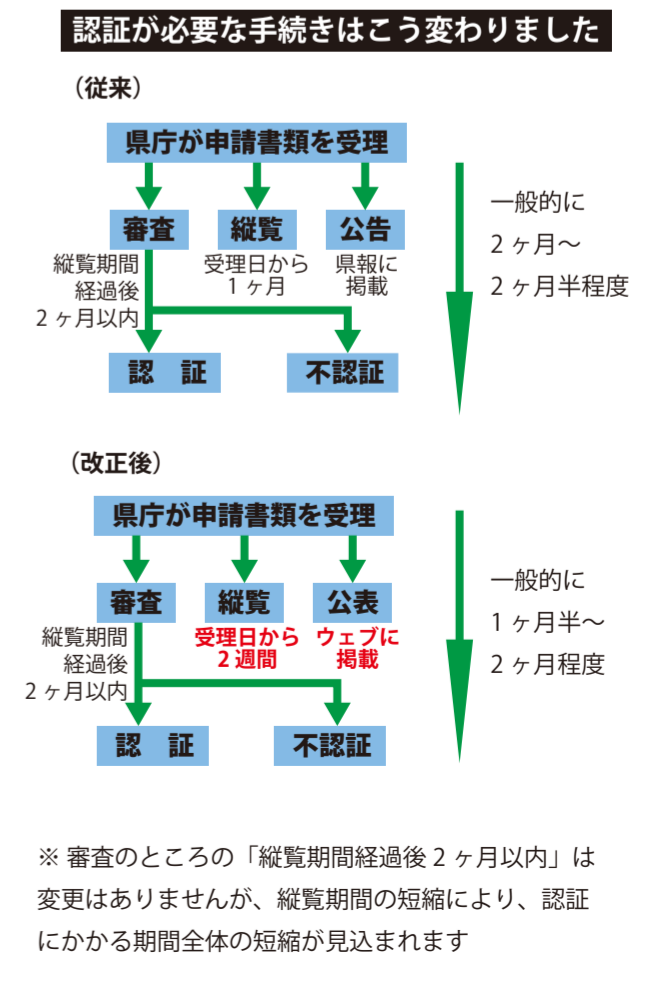 認証が必要な手続きはこう変わりました
（従来）
県庁が申請書類を受理
審査
縦覧
公告
縦覧期間
経過後
2ヶ月以内
受理日から
1ヶ月
県報に
掲載
認　証
不認証
一般的に
2ヶ月～
2ヶ月半程度
（改正後）
県庁が申請書類を受理
審査
縦覧
公表
縦覧期間
経過後
2ヶ月以内
受理日から
2週間
ウェブに
掲載
認　証
不認証
一般的に
1ヶ月半～
2ヶ月程度
※ 審査のところの「縦覧期間経過後2ヶ月以内」は
変更はありませんが、縦覧期間の短縮により、認証
にかかる期間全体の短縮が見込まれます